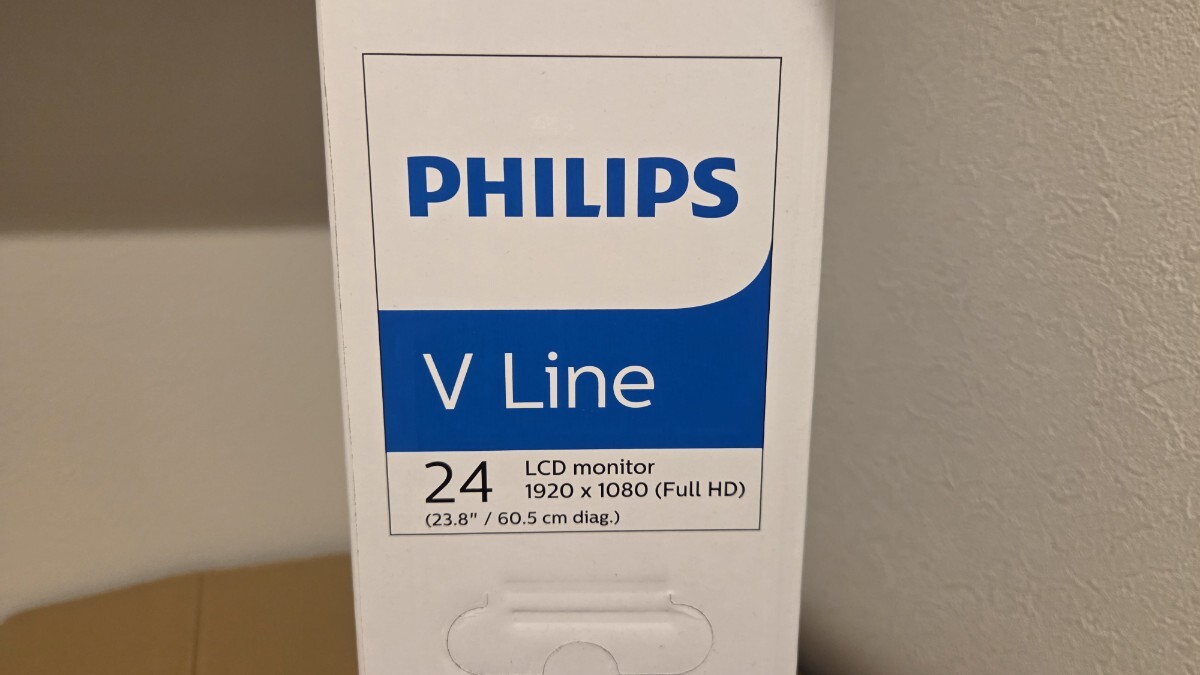 PHILIPS
V Line
24
LCD monitor
1920 x 1080 (Full HD)
(23.8" / 60.5 cm diag.)